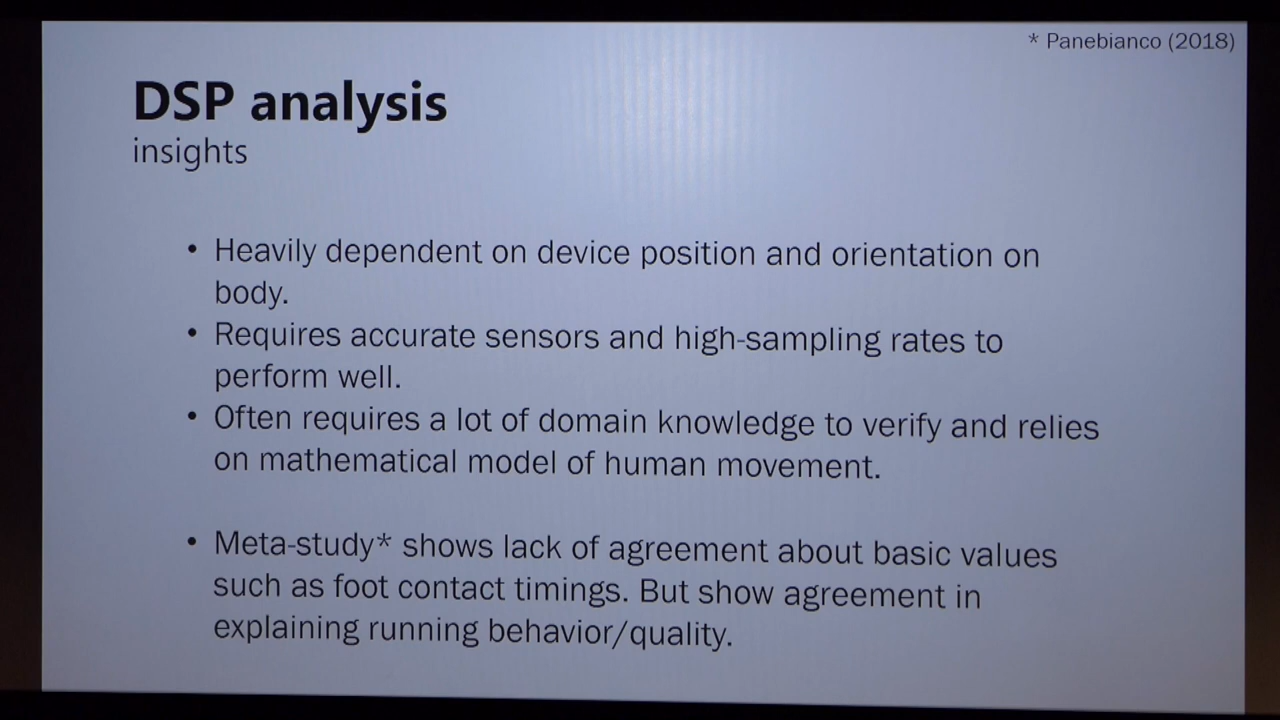 * Panebianco (2018)
DSP analysis
insights
• Heavily dependent on device position and orientation on
body.
• Requires accurate sensors and high-sampling rates to
perform well.
• Often requires a lot of domain knowledge to verify and relies
on mathematical model of human movement.
• Meta-study* shows lack of agreement about basic values
such as foot contact timings. But show agreement in
explaining running behavior/quality.